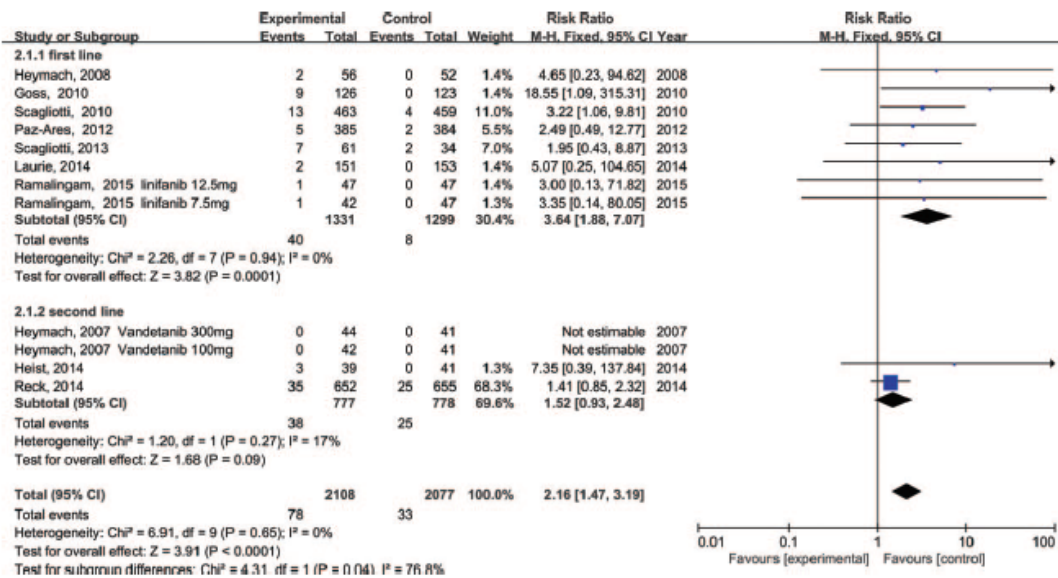 Experimental Control Risk Ratio Risk Ratio
Study or Subgroup Events Total Events Total Weight M-H, Fixed, 95% CI Year M-H, Fixed, 95% CI
2.1.1 first line
Heymach, 2008 2 56 0 52 1.4% 4.65 [0.23, 94.62] 2008
Goss, 2010 9 126 0 123 1.4% 18.55 [1.09, 315.31] 2010
Scagliotti, 2010 13 463 4 459 11.0% 3.22 [1.06, 9.81] 2010
Paz-Ares, 2012 5 385 2 384 5.5% 2.49 [0.49, 12.77] 2012
Scagliotti, 2013 7 61 2 34 7.0% 1.95 [0.43, 8.87] 2013
Laurie, 2014 2 151 0 153 1.4% 5.07 [0.25, 104.65] 2014
Ramalingam, 2015 linifanib 12.5mg 1 47 0 47 1.4% 3.00 [0.13, 71.82] 2015
Ramalingam, 2015 linifanib 7.5mg 1 42 0 47 1.3% 3.35 [0.14, 80.05] 2015
Subtotal (95% CI) 1331 1299 30.4% 3.64 [1.88, 7.07]
Total events 40 8
Heterogeneity: Chi² = 2.26, df = 7 (P = 0.94); I² = 0%
Test for overall effect: Z = 3.82 (P = 0.0001)
2.1.2 second line
Heymach, 2007 Vandetanib 300mg 0 44 0 41 Not estimable 2007
Heymach, 2007 Vandetanib 100mg 0 42 0 41 Not estimable 2007
Heist, 2014 3 39 0 41 1.3% 7.35 [0.39, 137.84] 2014
Reck, 2014 35 652 25 655 68.3% 1.41 [0.85, 2.32] 2014
Subtotal (95% CI) 777 778 69.6% 1.52 [0.93, 2.48]
Total events 38 25
Heterogeneity: Chi² = 1.20, df = 1 (P = 0.27); I² = 17%
Test for overall effect: Z = 1.68 (P = 0.09)
Total (95% CI) 2108 2077 100.0% 2.16 [1.47, 3.19]
Total events 78 33
Heterogeneity: Chi² = 6.91, df = 9 (P = 0.65); I² = 0%
Test for overall effect: Z = 3.91 (P < 0.0001)
Test for subgroup differences: Chi² = 4.31, df = 1 (P = 0.04), I² = 76.8%
0.01 0.1 1 10 100
Favours [experimental] Favours [control]